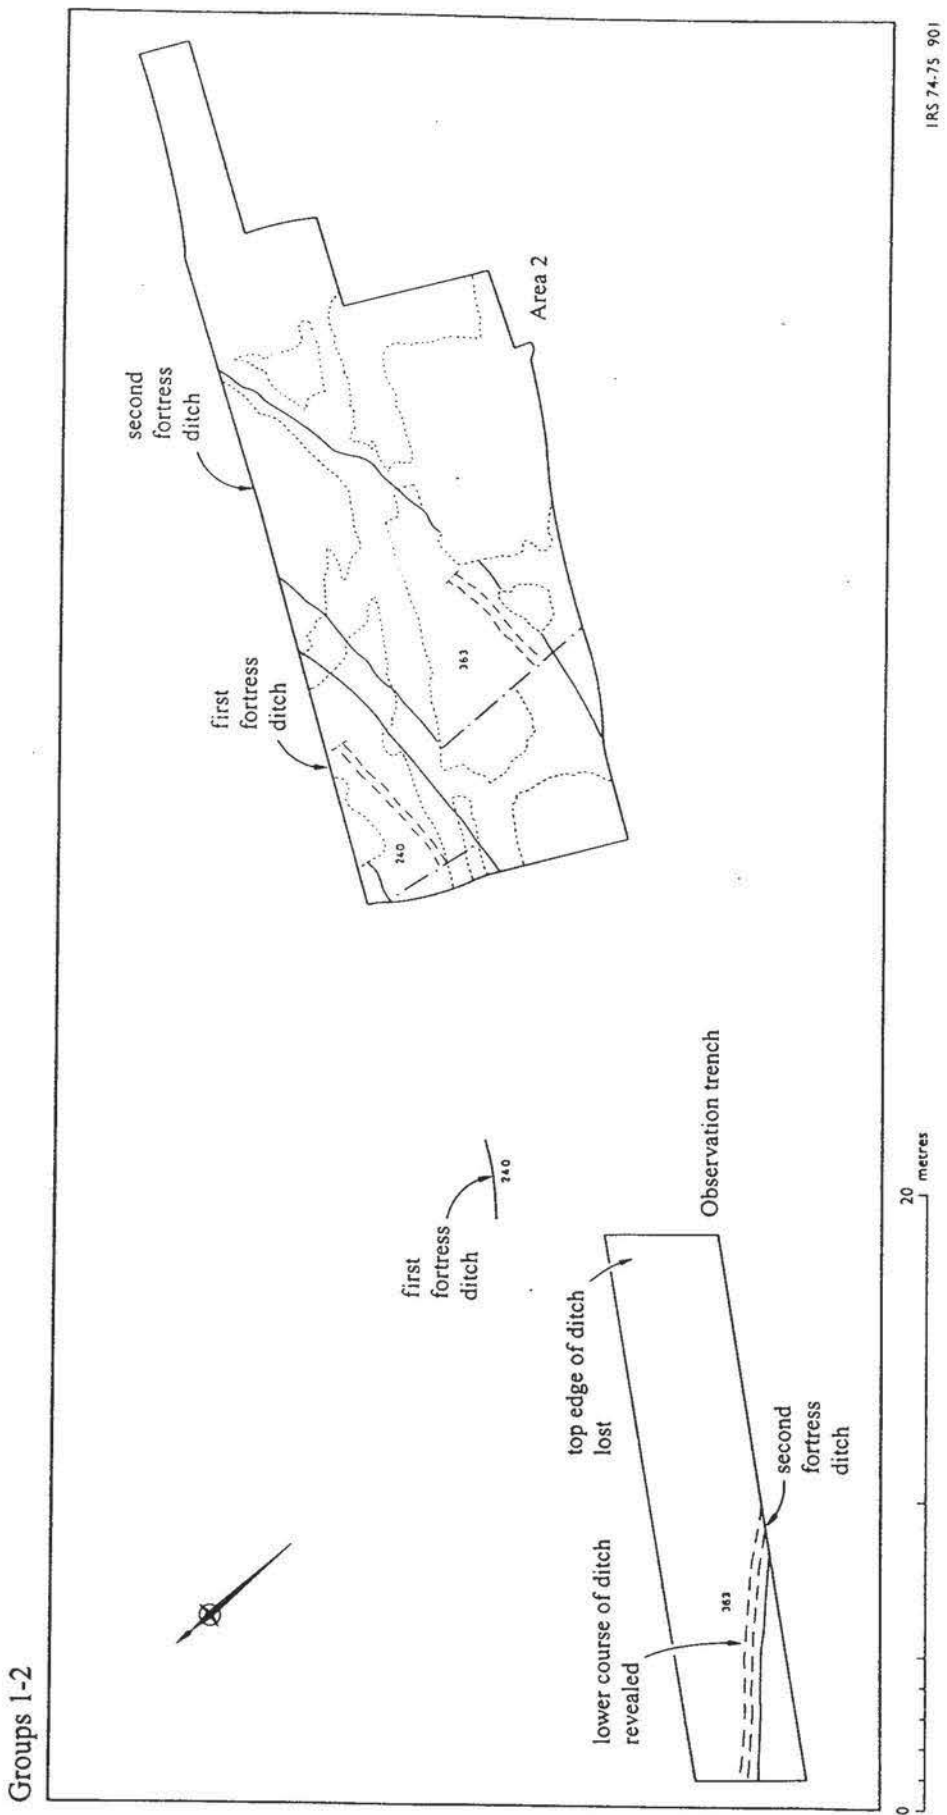 Groups 1-2
second
fortress
ditch
first
fortress
ditch
240
363
Area 2
first
fortress
ditch
240
top edge of ditch
lost
Observation trench
lower course of ditch
revealed
363
second
fortress
ditch
0
20 metres
IRS 74-75 901